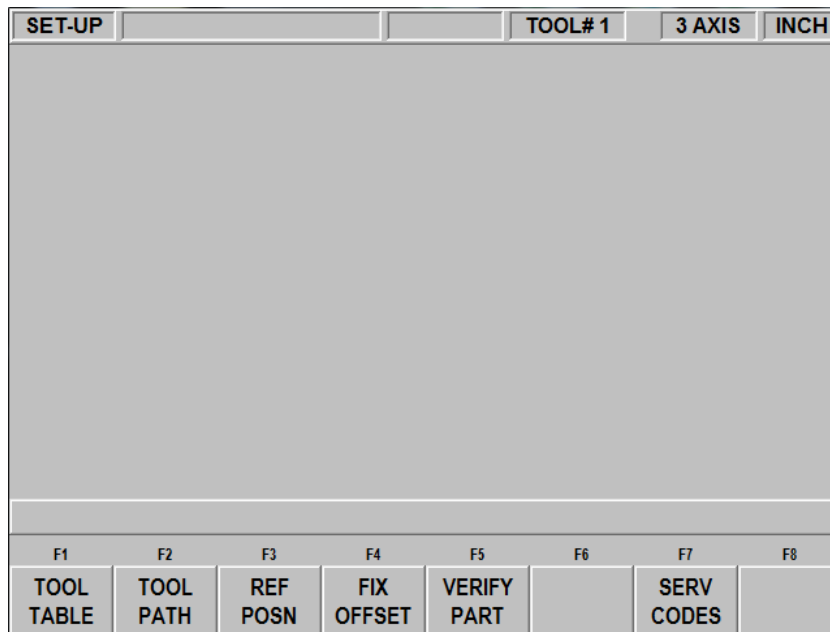 SET-UP TOOL# 1 3 AXIS INCH
F1 F2 F3 F4 F5 F6 F7 F8
TOOL TOOL REF FIX VERIFY SERV
TABLE PATH POSN OFFSET PART CODES